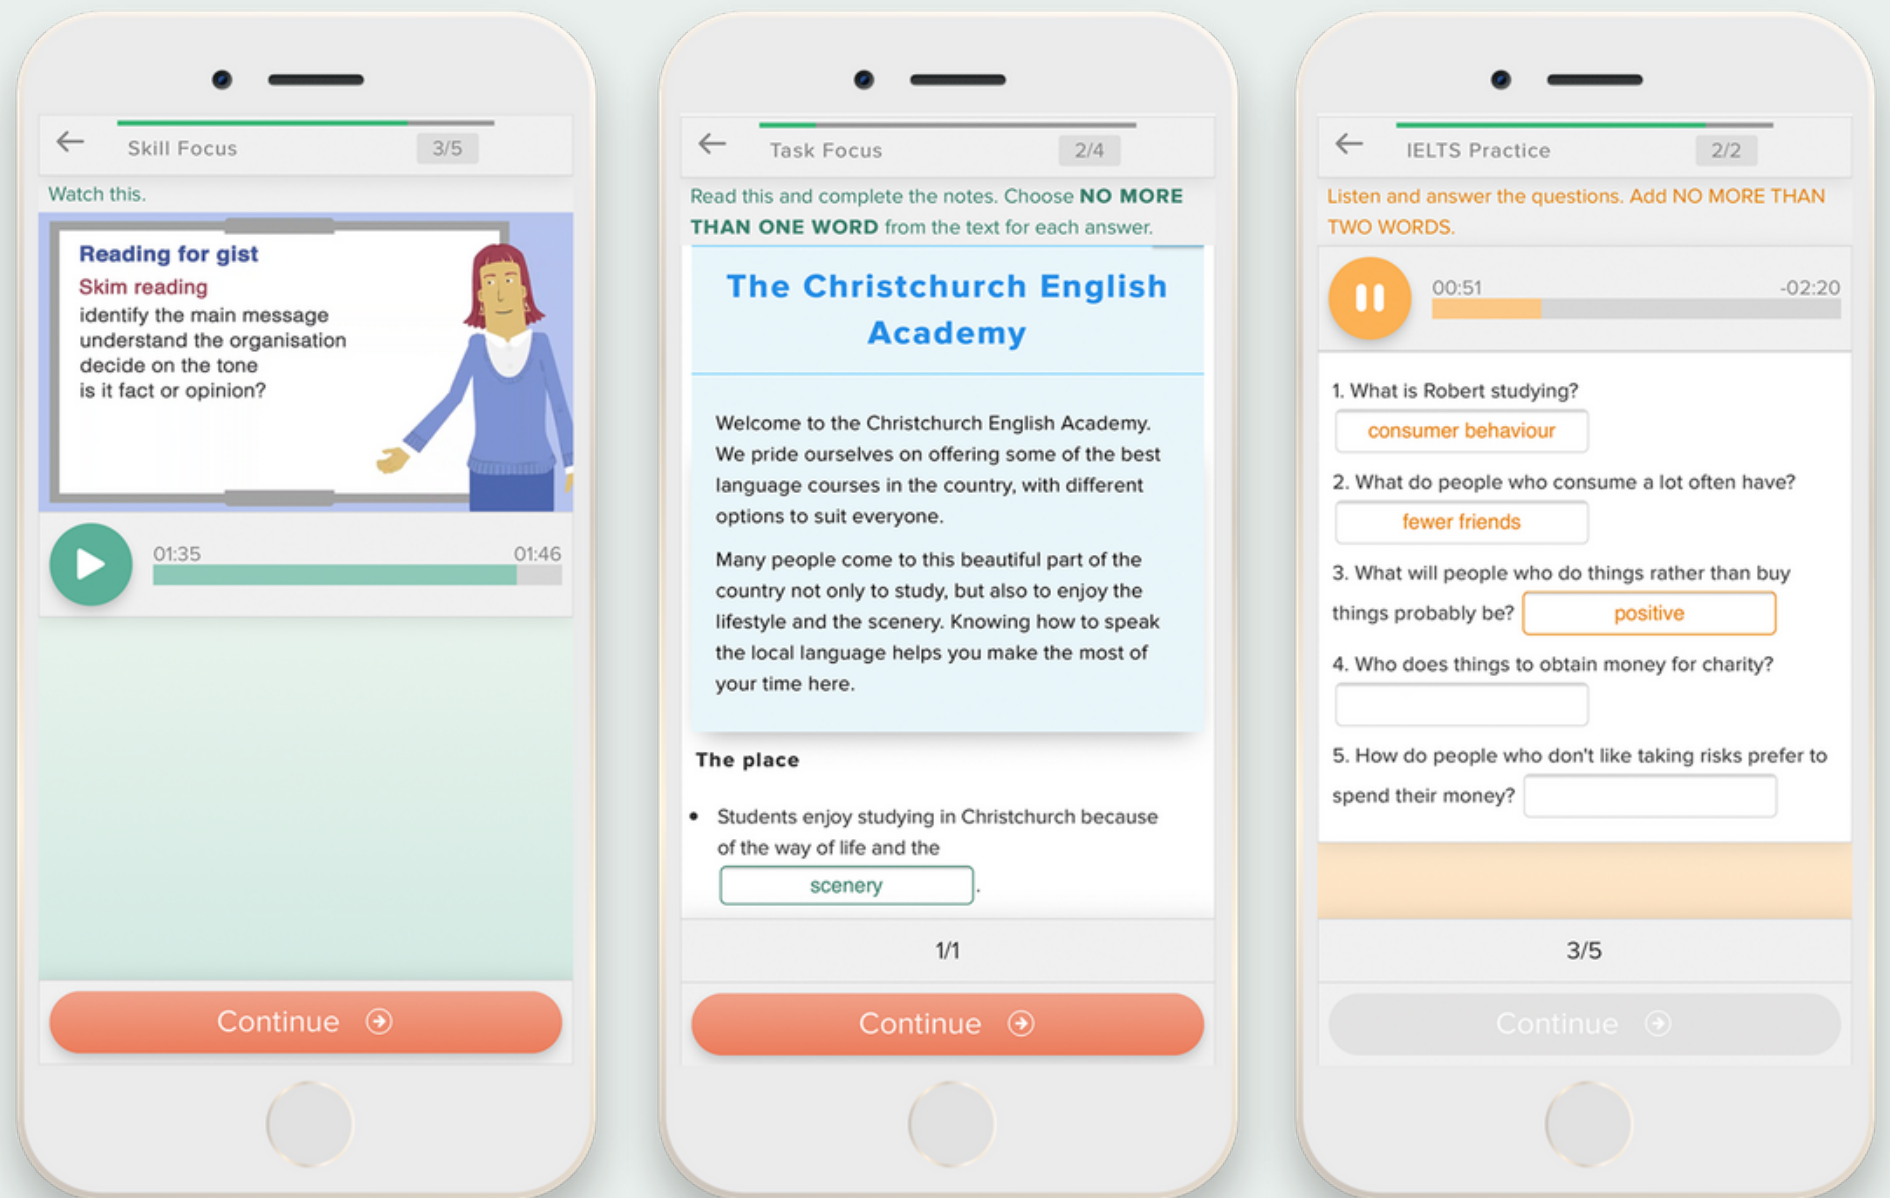 Skill Focus
3/5
Watch this.
Reading for gist
Skim reading
identify the main message
understand the organisation
decide on the tone
is it fact or opinion?
01:35
01:46
Continue
Task Focus
2/4
Read this and complete the notes. Choose NO MORE
THAN ONE WORD from the text for each answer.
The Christchurch English
Academy
Welcome to the Christchurch English Academy.
We pride ourselves on offering some of the best
language courses in the country, with different
options to suit everyone.
Many people come to this beautiful part of the
country not only to study, but also to enjoy the
lifestyle and the scenery. Knowing how to speak
the local language helps you make the most of
your time here.
The place
• Students enjoy studying in Christchurch because
of the way of life and the
scenery.
1/1
Continue
IELTS Practice
2/2
Listen and answer the questions. Add NO MORE THAN
TWO WORDS.
00:51
-02:20
1. What is Robert studying?
consumer behaviour
2. What do people who consume a lot often have?
fewer friends
3. What will people who do things rather than buy
things probably be? positive
4. Who does things to obtain money for charity?
5. How do people who don't like taking risks prefer to
spend their money?
3/5
Continue